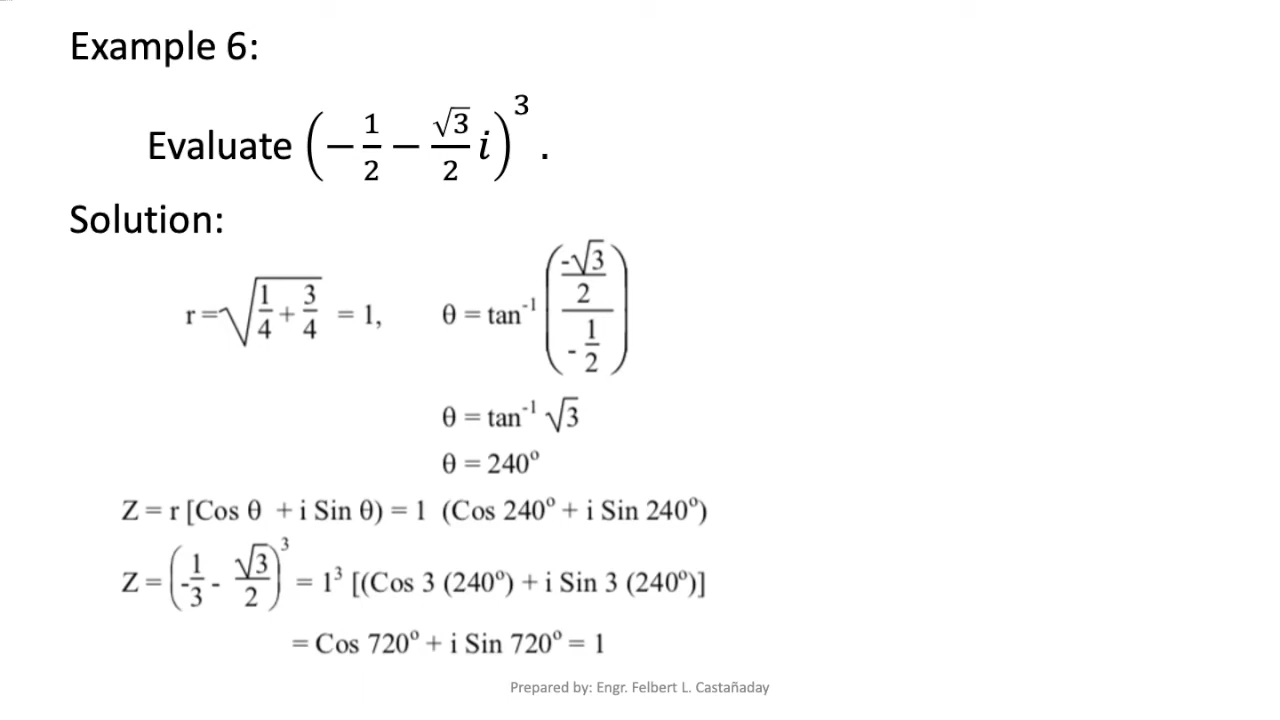 Example 6:
Evaluate (−1/2 − √3/2 i)^3 .
Solution:
r = √(1/4 + 3/4) = 1, θ = tan^-1 ((-√3/2)/(-1/2))
θ = tan^-1 √3
θ = 240°
Z = r [Cos θ + i Sin θ) = 1 (Cos 240° + i Sin 240°)
Z = (-1/3 - √3/2)^3 = 1^3 [(Cos 3 (240°) + i Sin 3 (240°)]
= Cos 720° + i Sin 720° = 1
Prepared by: Engr. Felbert L. Castañaday